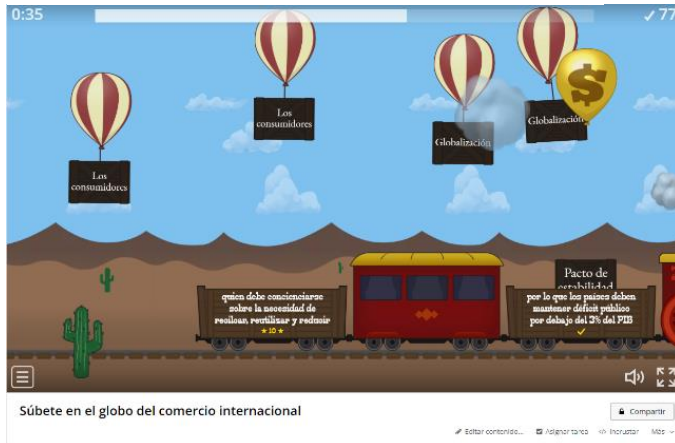 0:35
✓ 77
Los
consumidores
Los
consumidores
Globalización
Globalización
$
Pacto de
estabilidad
quien debe concienciarse
sobre la necesidad de
reciclar, reutilizar y reducir
★10★
por lo que los países deben
mantener déficit público
por debajo del 3% del PIB
✓
Súbete en el globo del comercio internacional
Compartir
Editar contenido...
Asignar tarea
Incrustar
Más